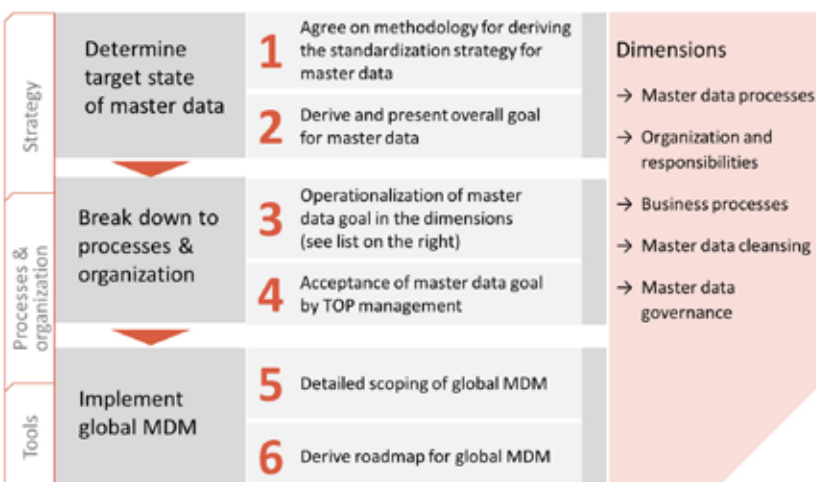 Strategy
Determine
target state
of master data
1
Agree on methodology for deriving
the standardization strategy for
master data
2
Derive and present overall goal
for master data
Processes &
organization
Break down to
processes &
organization
3
Operationalization of master
data goal in the dimensions
(see list on the right)
4
Acceptance of master data goal
by TOP management
Tools
Implement
global MDM
5
Detailed scoping of global MDM
6
Derive roadmap for global MDM
Dimensions
→ Master data processes
→ Organization and
responsibilities
→ Business processes
→ Master data cleansing
→ Master data
governance